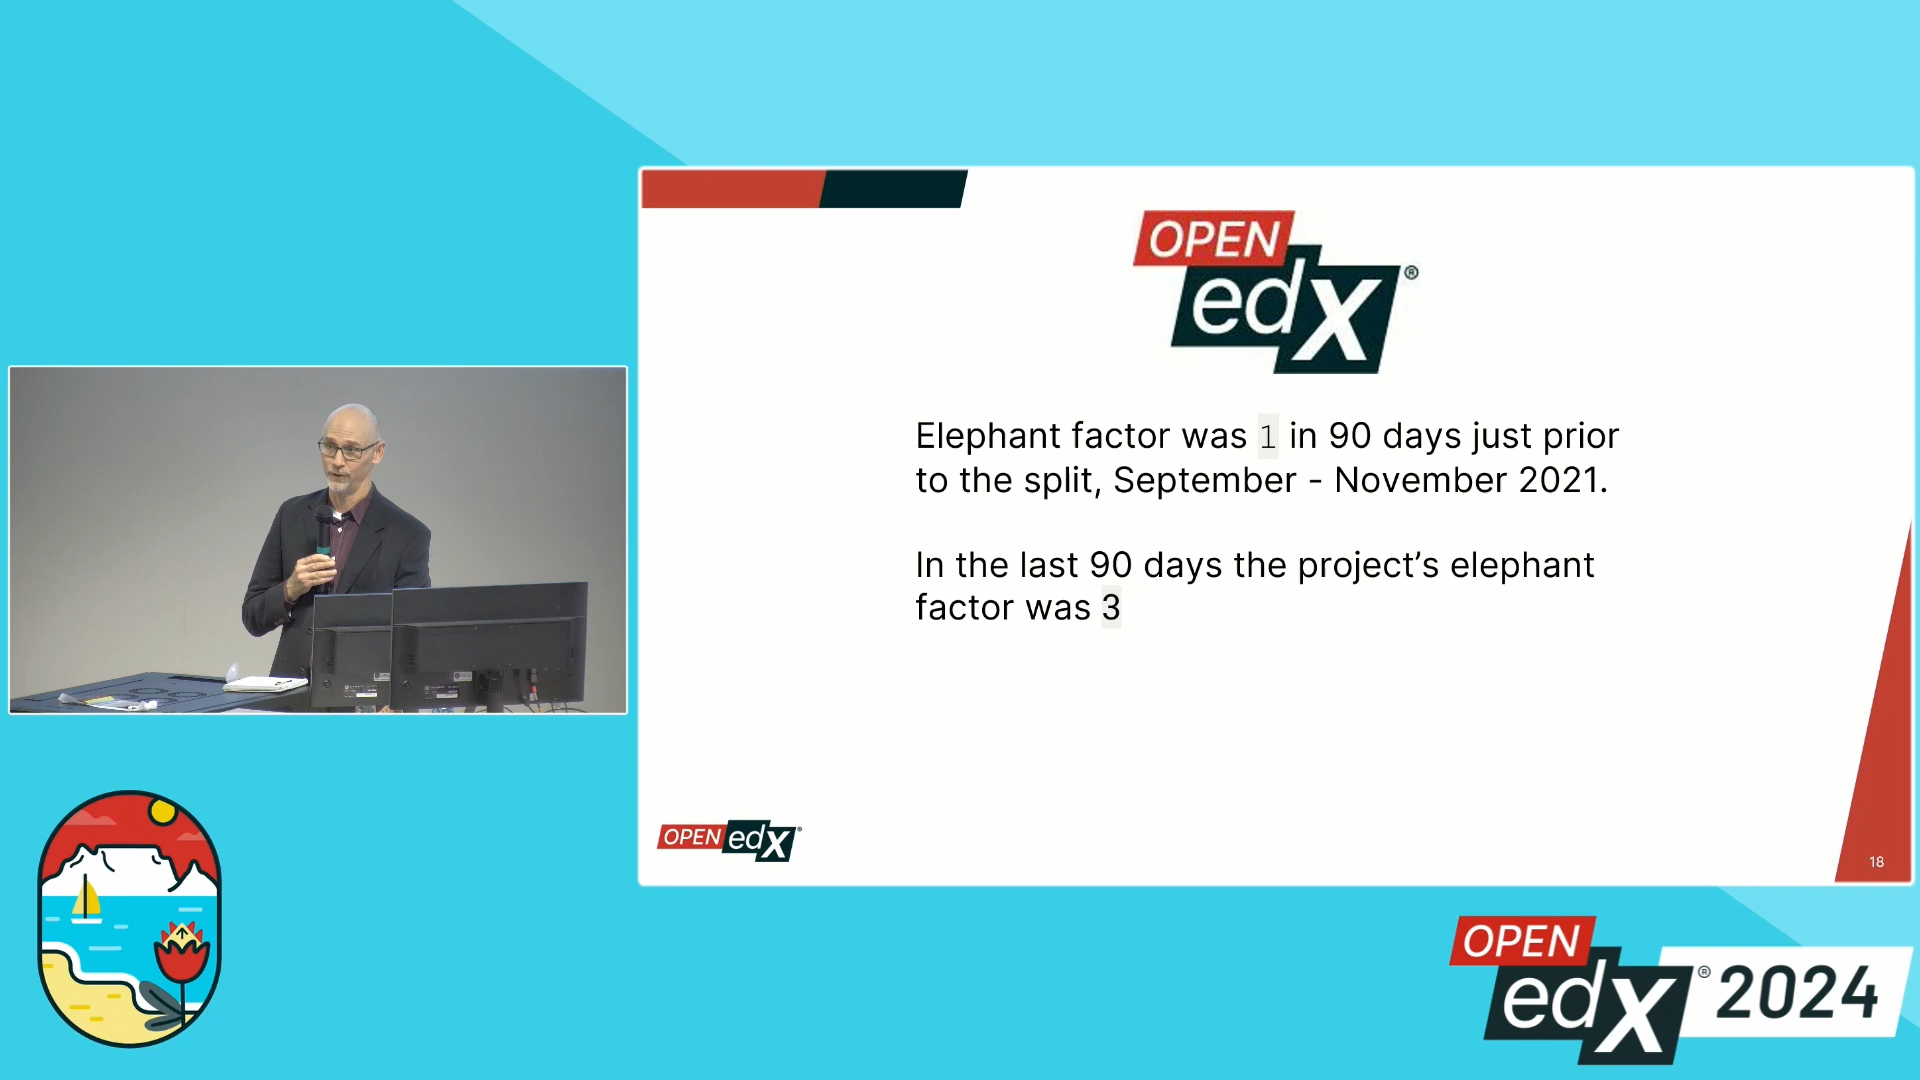 OPEN
edX®
Elephant factor was 1 in 90 days just prior
to the split, September - November 2021.
In the last 90 days the project’s elephant
factor was 3
OPEN edX®
18
OPEN
edX® 2024